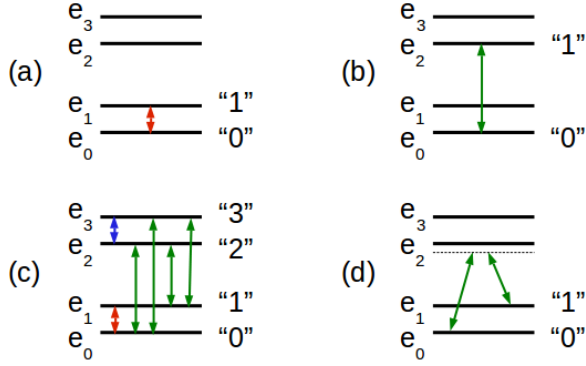 e3
e2
(a)
e1 “1”
e0 “0”
e3
e2 “1”
(b)
e1
e0 “0”
e3 “3”
e2 “2”
(c)
e1 “1”
e0 “0”
e3
e2
(d)
e1 “1”
e0 “0”